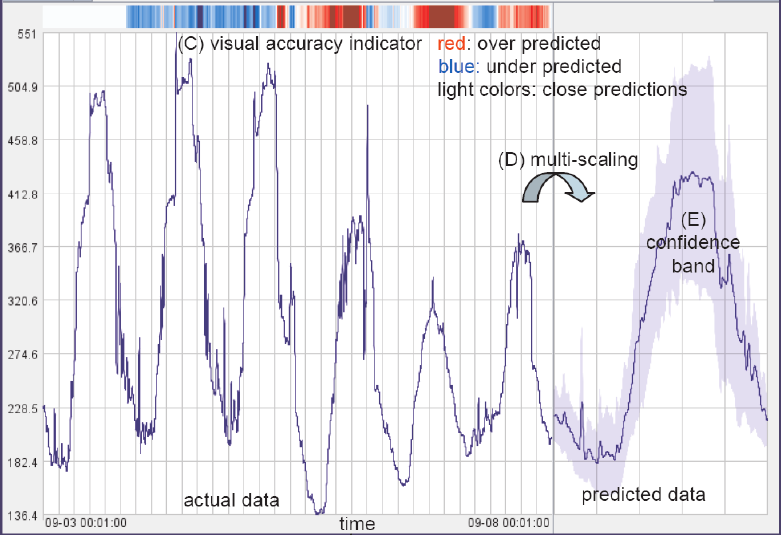 551
(C) visual accuracy indicator
red: over predicted
blue: under predicted
light colors: close predictions
504.9
458.8
(D) multi-scaling
412.8
(E)
confidence
band
366.7
320.6
274.6
228.5
182.4
actual data
predicted data
136.4
09-03 00:01:00
time
09-08 00:01:00